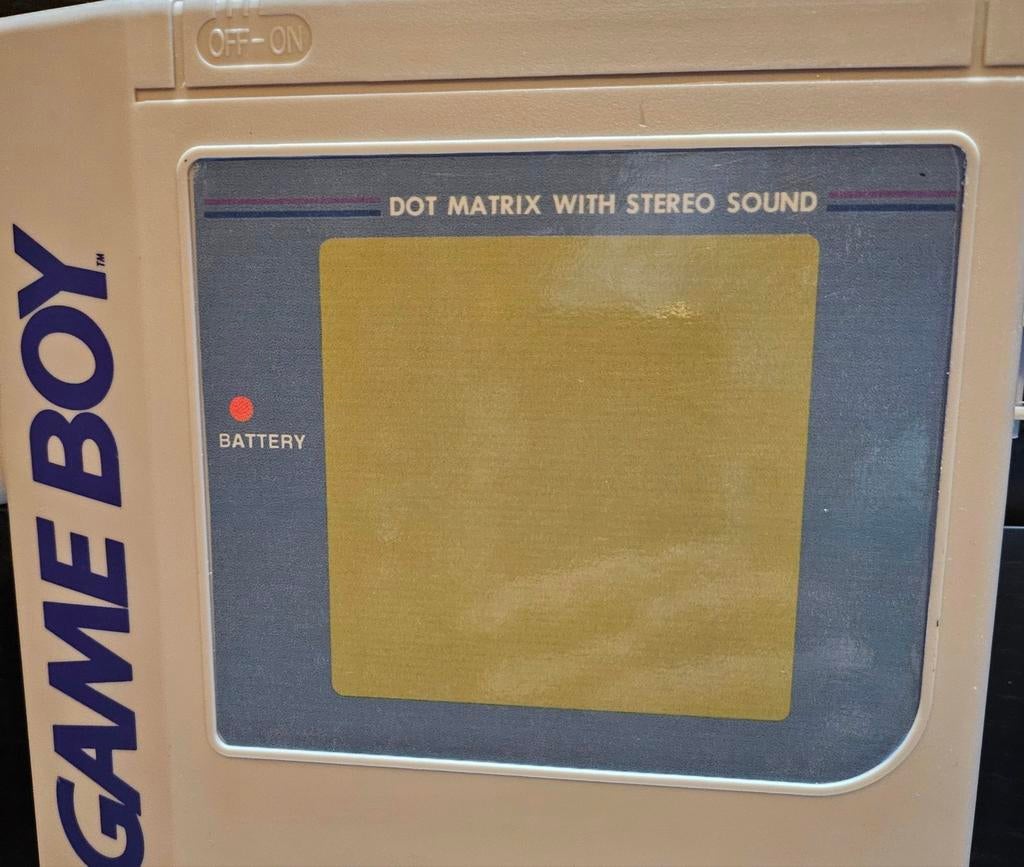 OFF-ON
DOT MATRIX WITH STEREO SOUND
BATTERY
GAME BOY™